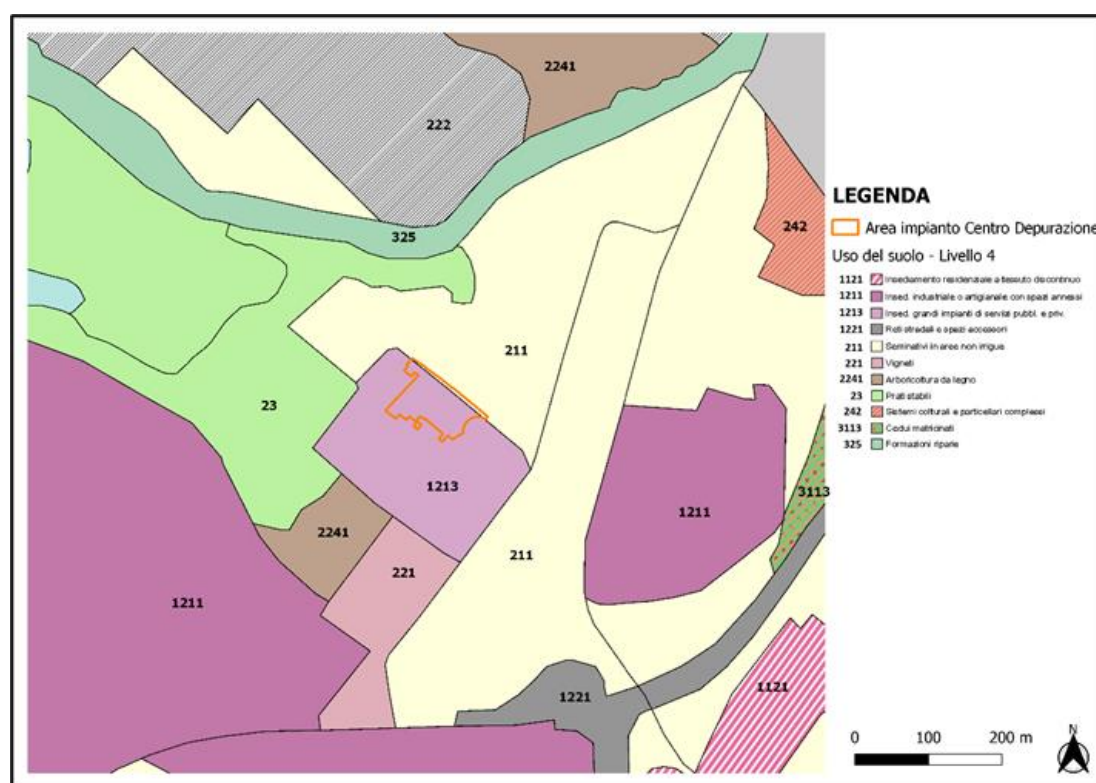 2241
222
242
325
211
23
1213
1211
3113
2241
211
221
1211
1121
1221
LEGENDA
Area impianto Centro Depurazione
Uso del suolo - Livello 4
1121 Insediamento residenziale a tessuto discontinuo
1211 Insed. industriale o artigianale con spazi annessi
1213 Insed. grandi impianti di servizi pubbl. e priv.
1221 Reti stradali e spazi accessori
211 Seminativi in aree non irrigue
221 Vigneti
2241 Arboricoltura da legno
23 Prati stabili
242 Sistemi colturali e particellari complessi
3113 Cedui matricinati
325 Formazioni riparie
0 100 200 m
N